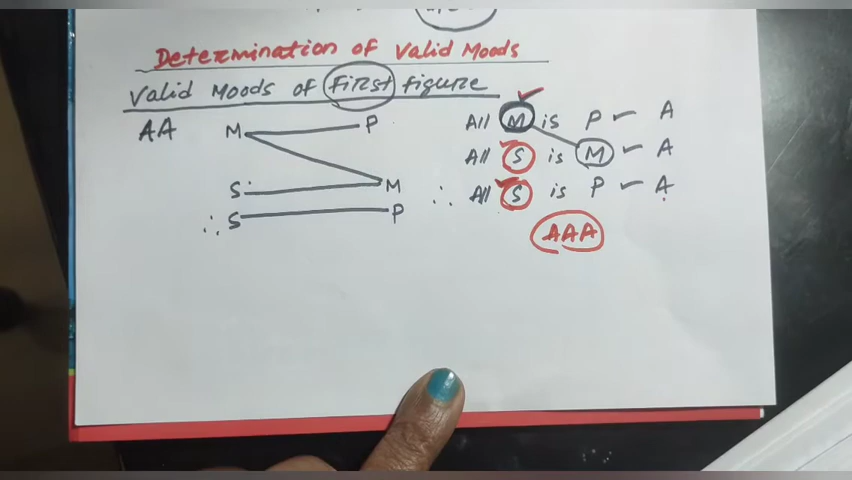 Determination of Valid Moods
Valid Moods of first figure
AA M P All M is P A
All S is M A
S M
∴ S P ∴ All S is P A
AAA